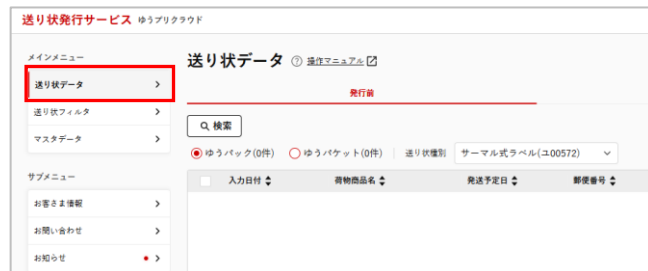 送り状発行サービス ゆうプリクラウド
メインメニュー
送り状データ
送り状フィルタ
マスタデータ
サブメニュー
お客さま情報
お問い合わせ
お知らせ
送り状データ ? 操作マニュアル
発行前
検索
ゆうパック(0件) ゆうパケット(0件) 送り状種別 サーマル式ラベル(ユ00572)
入力日付 荷物商品名 発送予定日 郵便番号